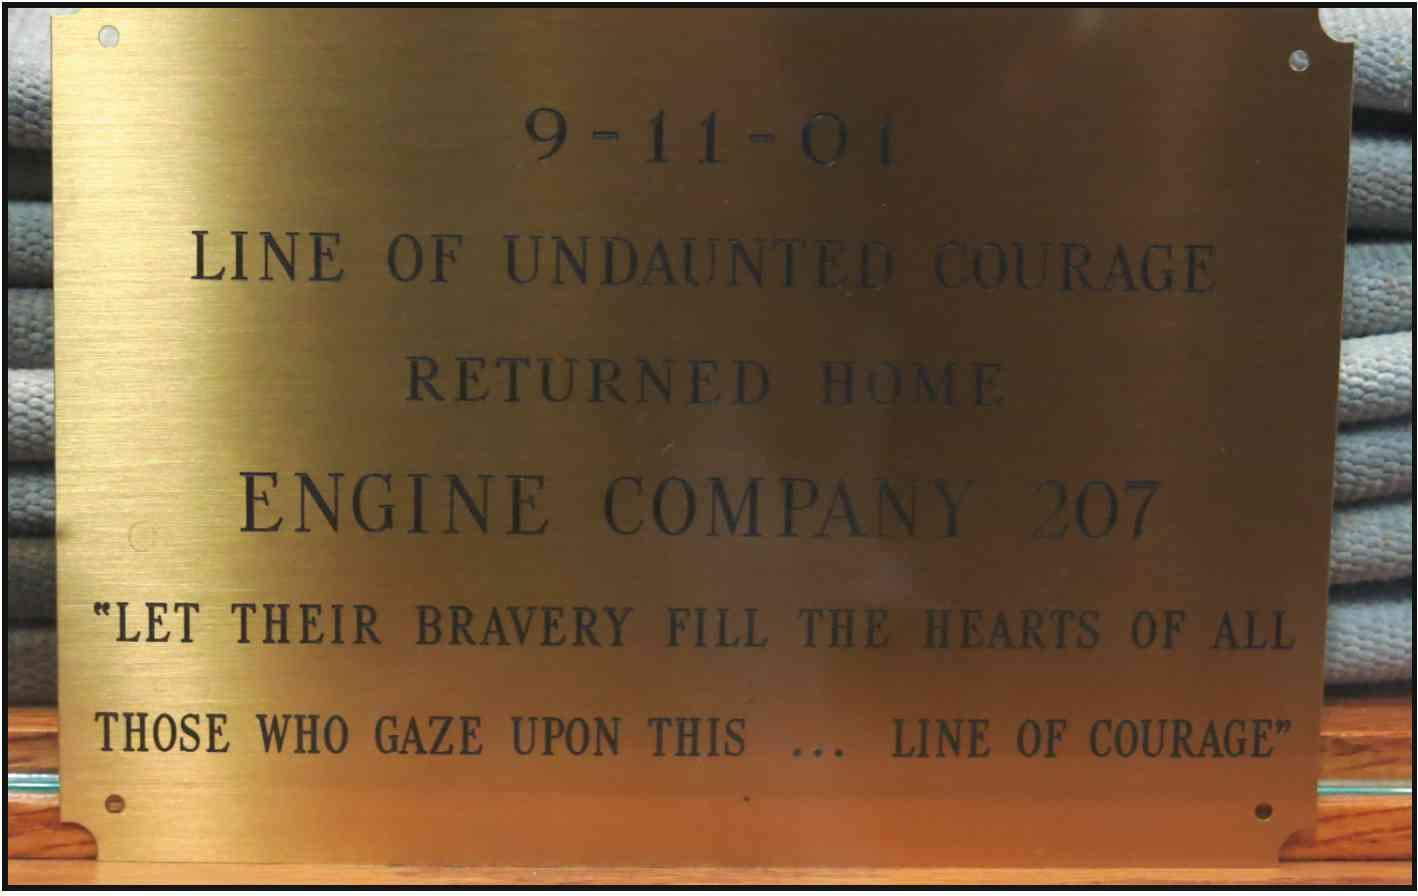 9-11-01
LINE OF UNDAUNTED COURAGE
RETURNED HOME
ENGINE COMPANY 207
“LET THEIR BRAVERY FILL THE HEARTS OF ALL
THOSE WHO GAZE UPON THIS ... LINE OF COURAGE”